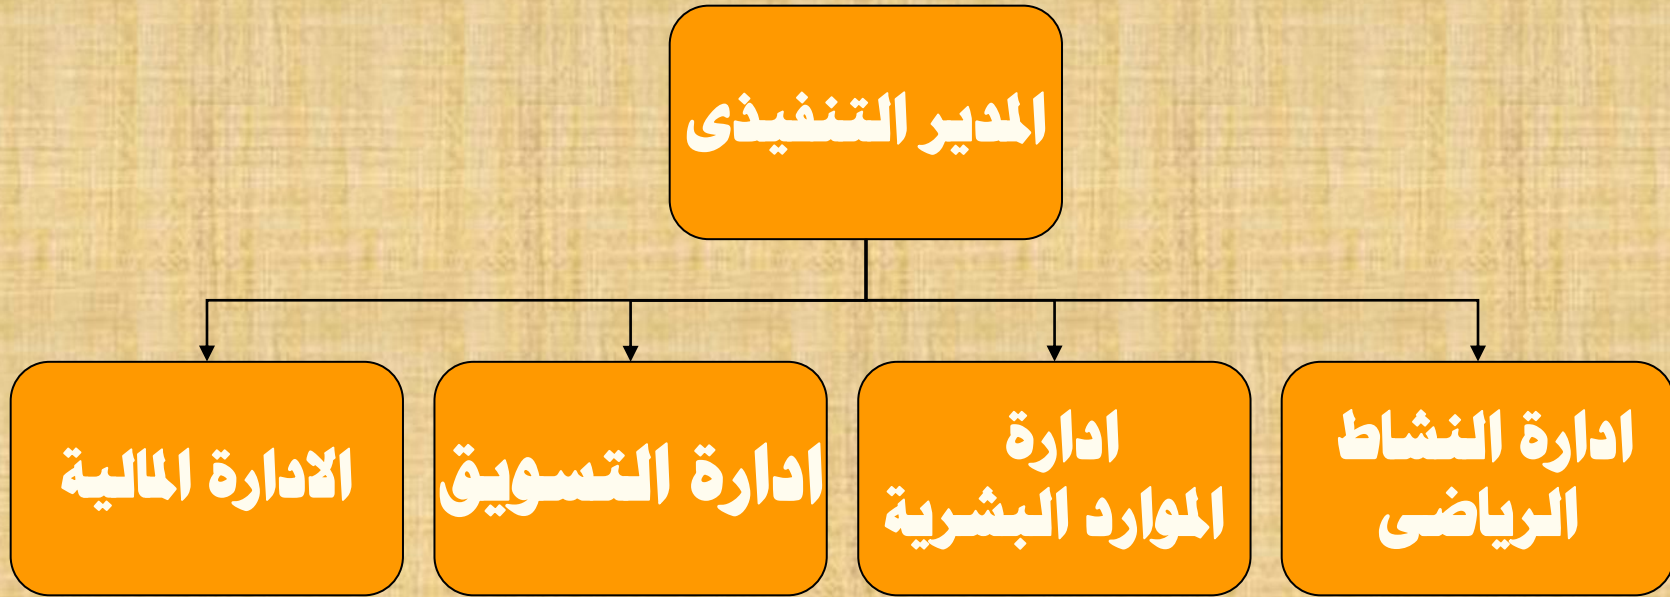 المدير التنفيذى
ادارة النشاط
الرياضى
ادارة
الموارد البشرية
ادارة التسويق
الادارة المالية